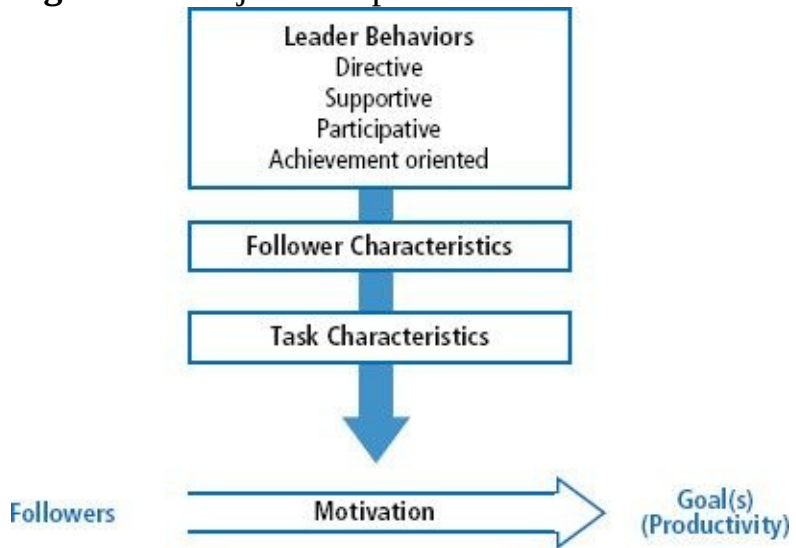 Leader Behaviors
Directive
Supportive
Participative
Achievement oriented
Follower Characteristics
Task Characteristics
Followers
Motivation
Goal(s)
(Productivity)